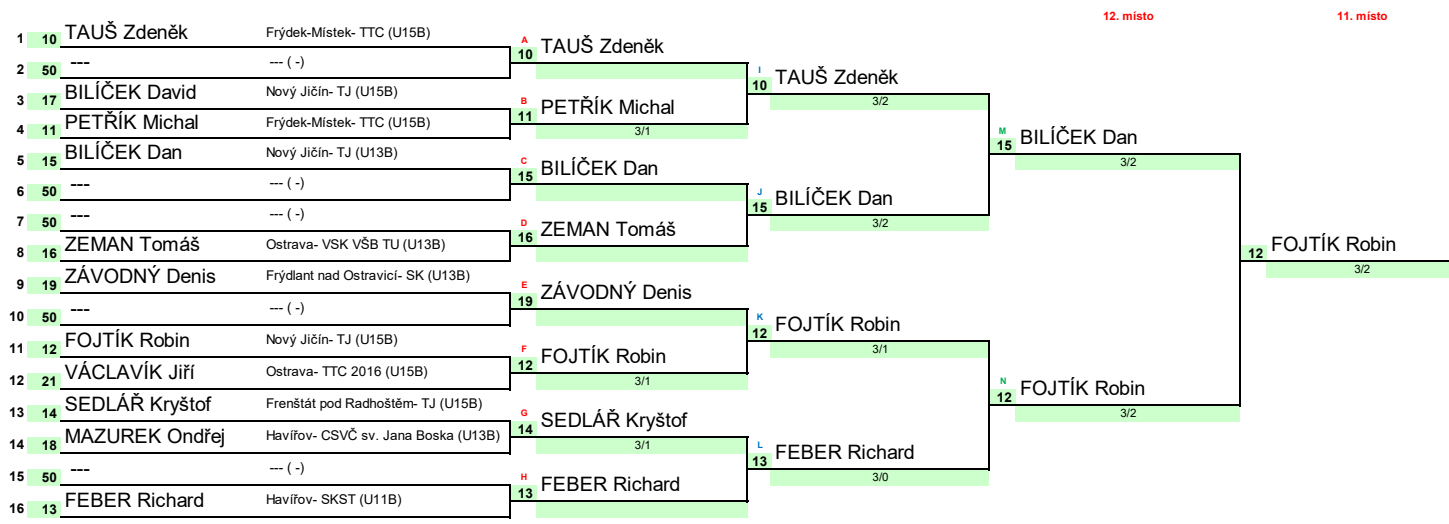 12. místo 11. místo
1 10 TAUŠ Zdeněk Frýdek-Místek- TTC (U15B)
A 10 TAUŠ Zdeněk
2 50 --- --- ( -)
I 10 TAUŠ Zdeněk
3/2
3 17 BILÍČEK David Nový Jičín- TJ (U15B)
B 11 PETŘÍK Michal
3/1
4 11 PETŘÍK Michal Frýdek-Místek- TTC (U15B)
M 15 BILÍČEK Dan
3/2
5 15 BILÍČEK Dan Nový Jičín- TJ (U13B)
C 15 BILÍČEK Dan
6 50 --- --- ( -)
J 15 BILÍČEK Dan
3/2
7 50 --- --- ( -)
D 16 ZEMAN Tomáš
8 16 ZEMAN Tomáš Ostrava- VSK VŠB TU (U13B)
12 FOJTÍK Robin
3/2
9 19 ZÁVODNÝ Denis Frýdlant nad Ostravicí- SK (U13B)
E 19 ZÁVODNÝ Denis
10 50 --- --- ( -)
K 12 FOJTÍK Robin
3/1
11 12 FOJTÍK Robin Nový Jičín- TJ (U15B)
F 12 FOJTÍK Robin
3/1
12 21 VÁCLAVÍK Jiří Ostrava- TTC 2016 (U15B)
N 12 FOJTÍK Robin
3/2
13 14 SEDLÁŘ Kryštof Frenštát pod Radhoštěm- TJ (U15B)
G 14 SEDLÁŘ Kryštof
3/1
14 18 MAZUREK Ondřej Havířov- CSVČ sv. Jana Boska (U13B)
L 13 FEBER Richard
3/0
15 50 --- --- ( -)
H 13 FEBER Richard
16 13 FEBER Richard Havířov- SKST (U11B)